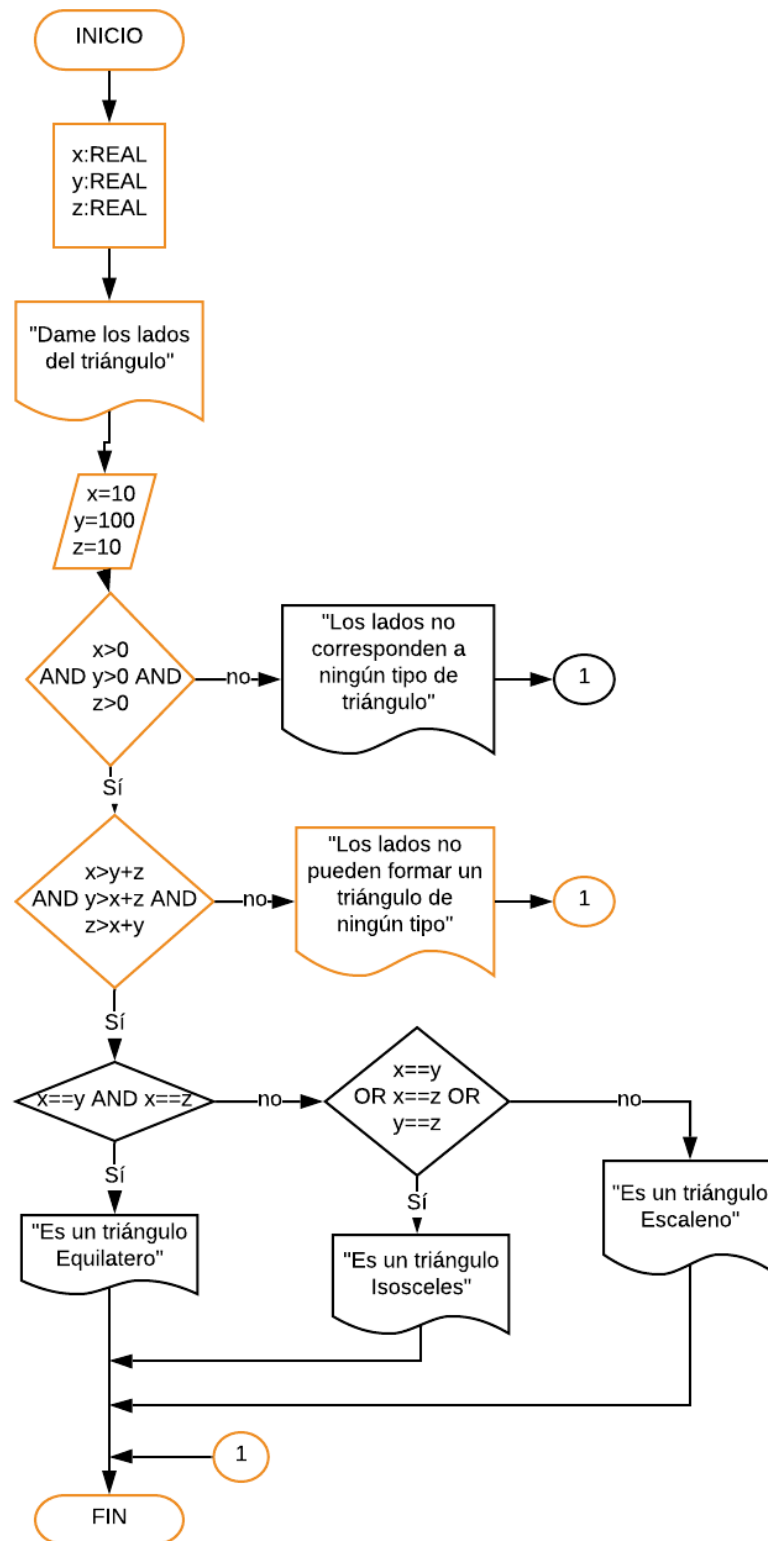 INICIO
x:REAL
y:REAL
z:REAL
"Dame los lados
del triángulo"
x=10
y=100
z=10
x>0
AND y>0 AND
z>0
no
"Los lados no
corresponden a
ningún tipo de
triángulo"
1
Sí
x>y+z
AND y>x+z AND
z>x+y
no
"Los lados no
pueden formar un
triángulo de
ningún tipo"
1
Sí
x==y AND x==z
no
x==y
OR x==z OR
y==z
no
Sí
"Es un triángulo
Equilatero"
Sí
"Es un triángulo
Isosceles"
"Es un triángulo
Escaleno"
1
FIN